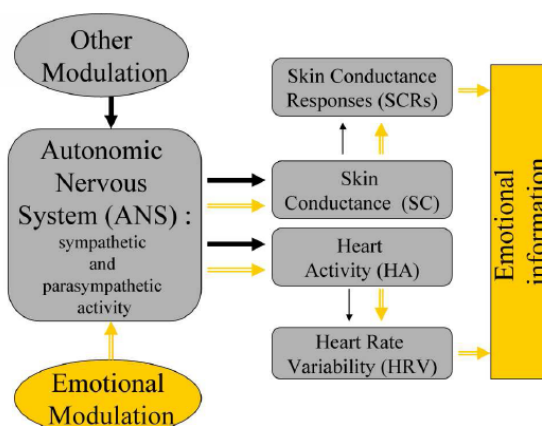 Other
Modulation
Autonomic
Nervous
System (ANS) :
sympathetic
and
parasympathetic
activity
Emotional
Modulation
Skin Conductance
Responses (SCRs)
Skin
Conductance (SC)
Heart
Activity (HA)
Heart Rate
Variability (HRV)
Emotional
information